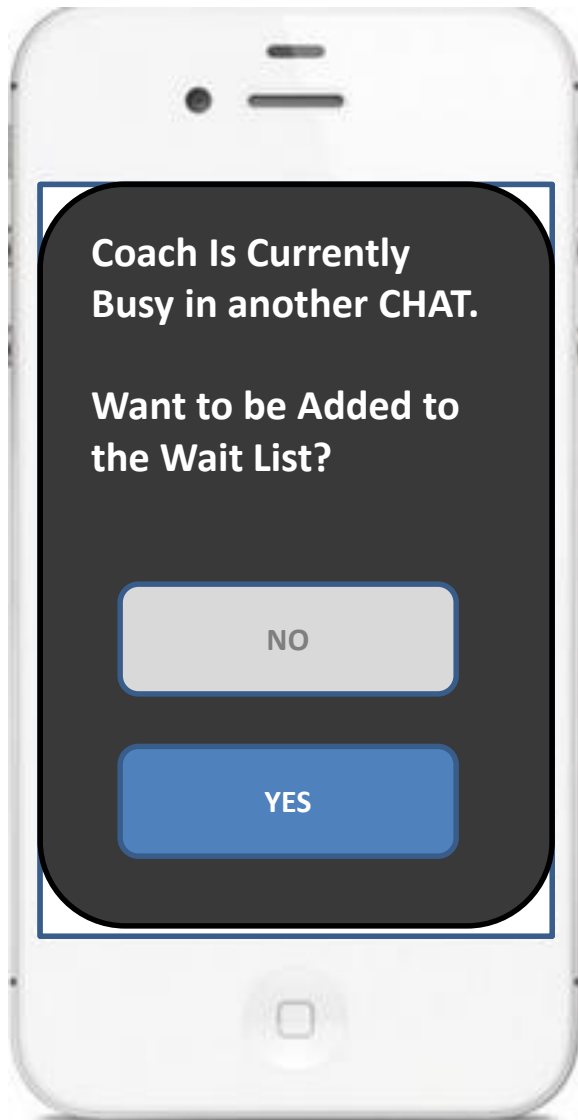 Coach Is Currently
Busy in another CHAT.
Want to be Added to
the Wait List?
NO
YES